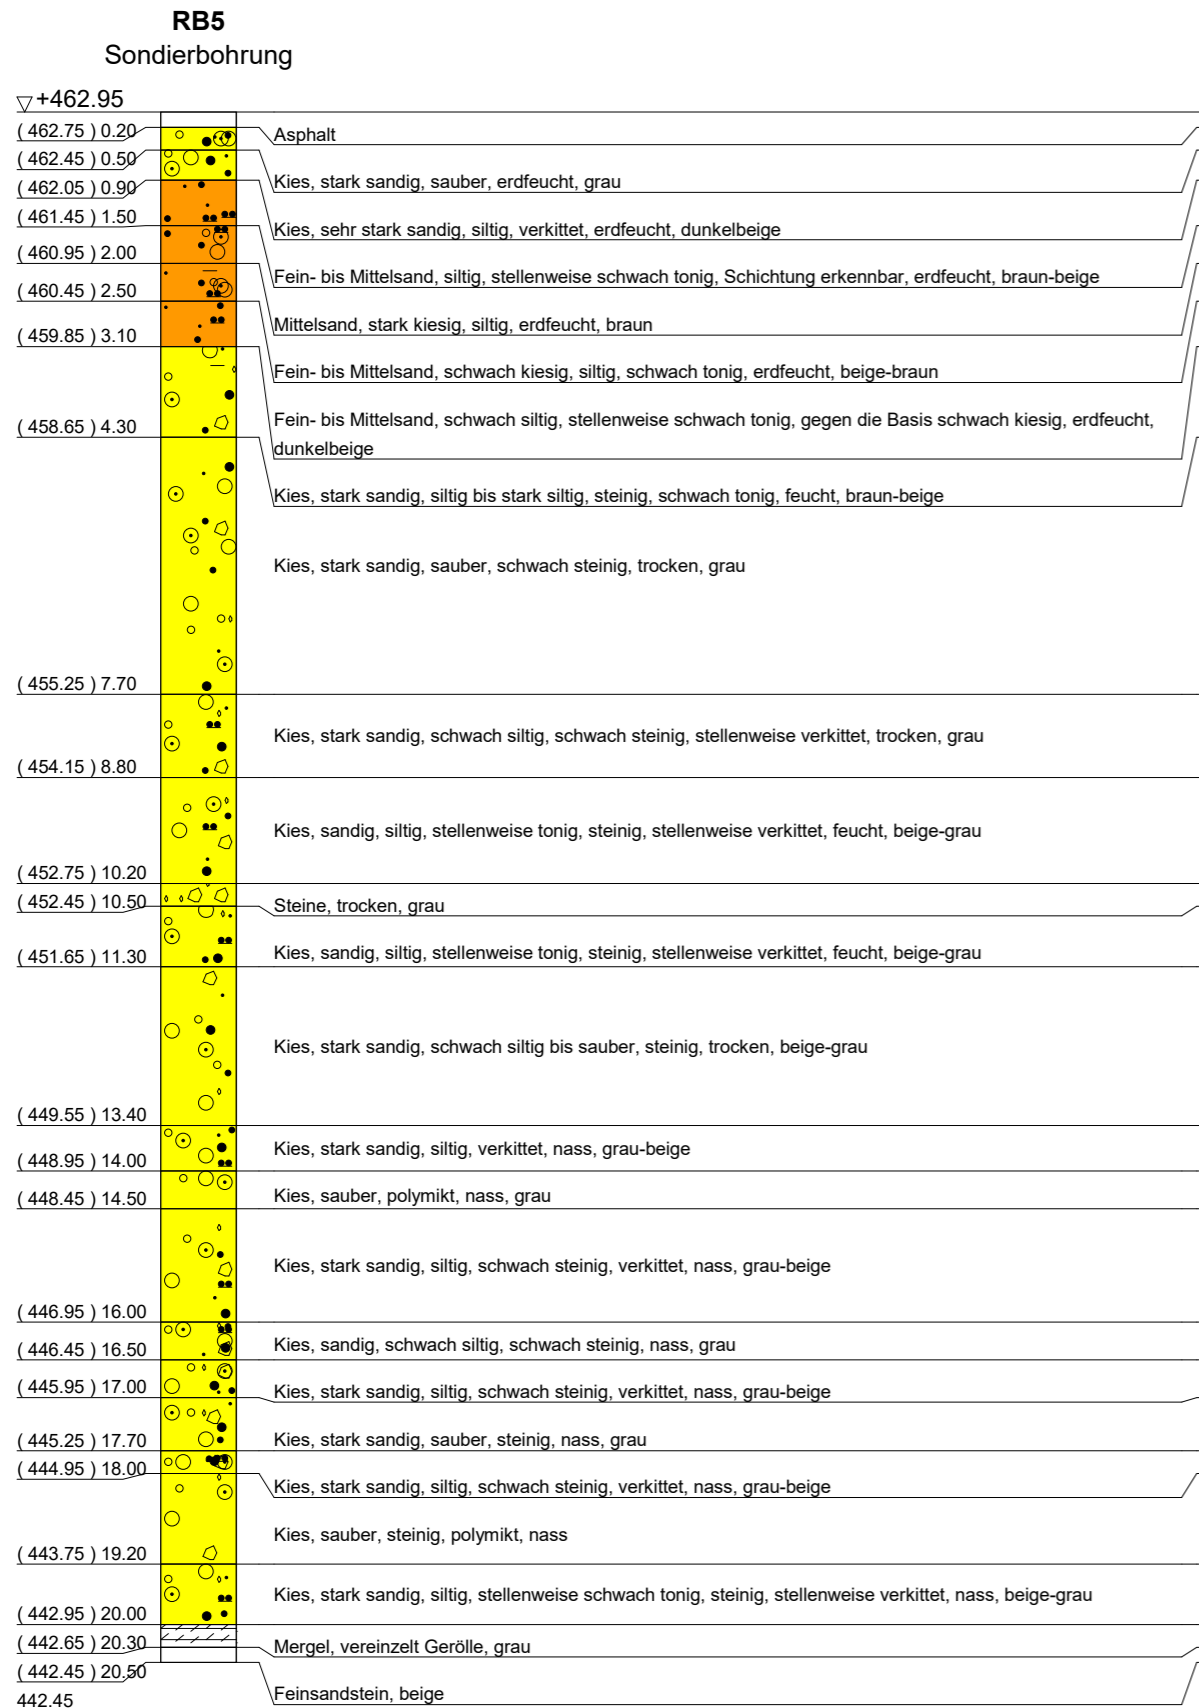 RB5
Sondierbohrung
+462.95
( 462.75 ) 0.20
Asphalt
( 462.45 ) 0.50
Kies, stark sandig, sauber, erdfeucht, grau
( 462.05 ) 0.90
Kies, sehr stark sandig, siltig, verkittet, erdfeucht, dunkelbeige
( 461.45 ) 1.50
Fein- bis Mittelsand, siltig, stellenweise schwach tonig, Schichtung erkennbar, erdfeucht, braun-beige
( 460.95 ) 2.00
Mittelsand, stark kiesig, siltig, erdfeucht, braun
( 460.45 ) 2.50
Fein- bis Mittelsand, schwach kiesig, siltig, schwach tonig, erdfeucht, beige-braun
( 459.85 ) 3.10
Fein- bis Mittelsand, schwach siltig, stellenweise schwach tonig, gegen die Basis schwach kiesig, erdfeucht,
dunkelbeige
( 458.65 ) 4.30
Kies, stark sandig, siltig bis stark siltig, steinig, schwach tonig, feucht, braun-beige
Kies, stark sandig, sauber, schwach steinig, trocken, grau
( 455.25 ) 7.70
Kies, stark sandig, schwach siltig, schwach steinig, stellenweise verkittet, trocken, grau
( 454.15 ) 8.80
Kies, sandig, siltig, stellenweise tonig, steinig, stellenweise verkittet, feucht, beige-grau
( 452.75 ) 10.20
( 452.45 ) 10.50
Steine, trocken, grau
Kies, sandig, siltig, stellenweise tonig, steinig, stellenweise verkittet, feucht, beige-grau
( 451.65 ) 11.30
Kies, stark sandig, schwach siltig bis sauber, steinig, trocken, beige-grau
( 449.55 ) 13.40
Kies, stark sandig, siltig, verkittet, nass, grau-beige
( 448.95 ) 14.00
Kies, sauber, polymikt, nass, grau
( 448.45 ) 14.50
Kies, stark sandig, siltig, schwach steinig, verkittet, nass, grau-beige
( 446.95 ) 16.00
Kies, sandig, schwach siltig, schwach steinig, nass, grau
( 446.45 ) 16.50
Kies, stark sandig, siltig, schwach steinig, verkittet, nass, grau-beige
( 445.95 ) 17.00
Kies, stark sandig, sauber, steinig, nass, grau
( 445.25 ) 17.70
( 444.95 ) 18.00
Kies, stark sandig, siltig, schwach steinig, verkittet, nass, grau-beige
Kies, sauber, steinig, polymikt, nass
( 443.75 ) 19.20
Kies, stark sandig, siltig, stellenweise schwach tonig, steinig, stellenweise verkittet, nass, beige-grau
( 442.95 ) 20.00
( 442.65 ) 20.30
Mergel, vereinzelt Gerölle, grau
( 442.45 ) 20.50
Feinsandstein, beige
442.45